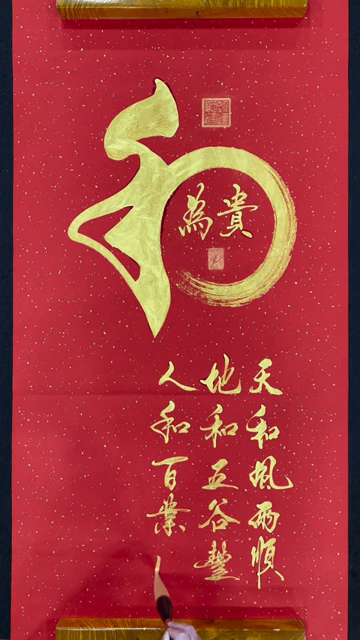 和
為貴
天和風雨順
地和五谷豐
人和百業